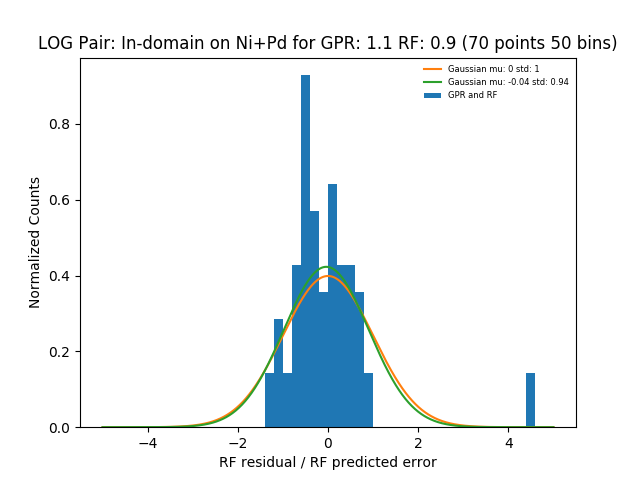 LOG Pair: In-domain on Ni+Pd for GPR: 1.1 RF: 0.9 (70 points 50 bins)
Gaussian mu: 0 std: 1
Gaussian mu: -0.04 std: 0.94
GPR and RF
Normalized Counts
0.8
0.6
0.4
0.2
0.0
−4 −2 0 2 4
RF residual / RF predicted error